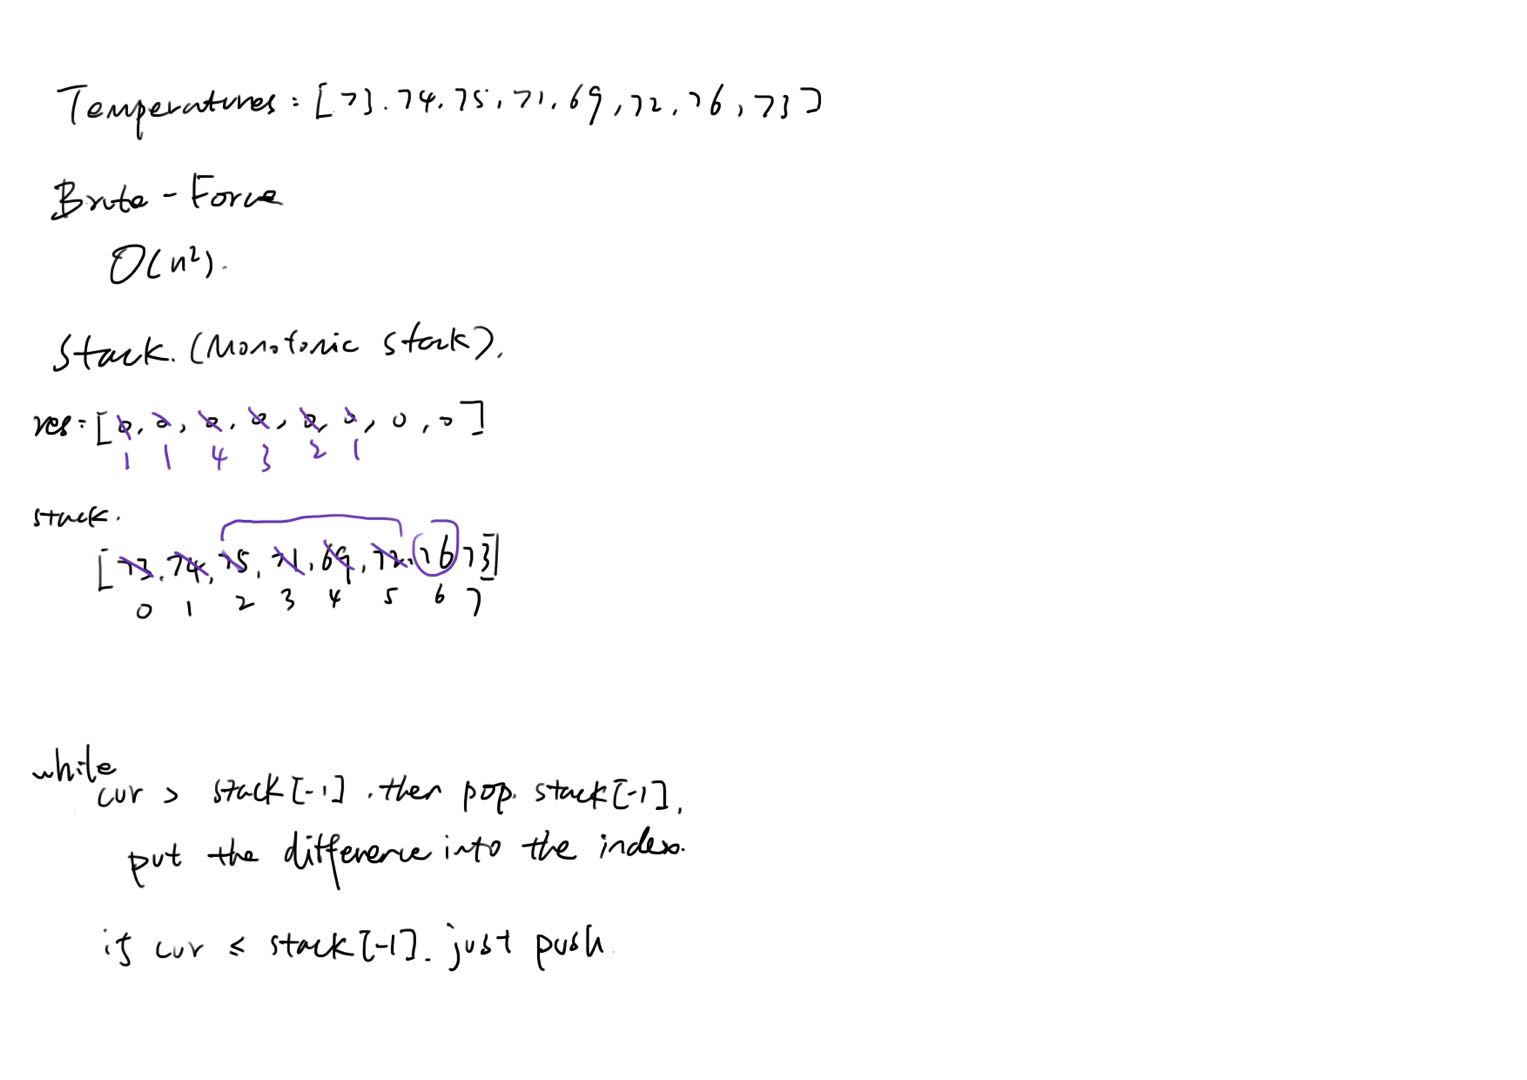 Temperatures: [73. 74. 75, 71. 69, 72. 76, 73]
Brute-Force
O(n²).
Stack. (Monotonic stack).
res=[0, 0, 0, 0, 0, 0, 0, 0]
1 1 4 3 2 1
stack.
[73. 74, 75, 71. 69, 72. 76 73]
0 1 2 3 4 5 6 7
while
cur > stack[-1]. then pop. stack[-1].
put the difference into the index.
if cur ≤ stack[-1]. just push.